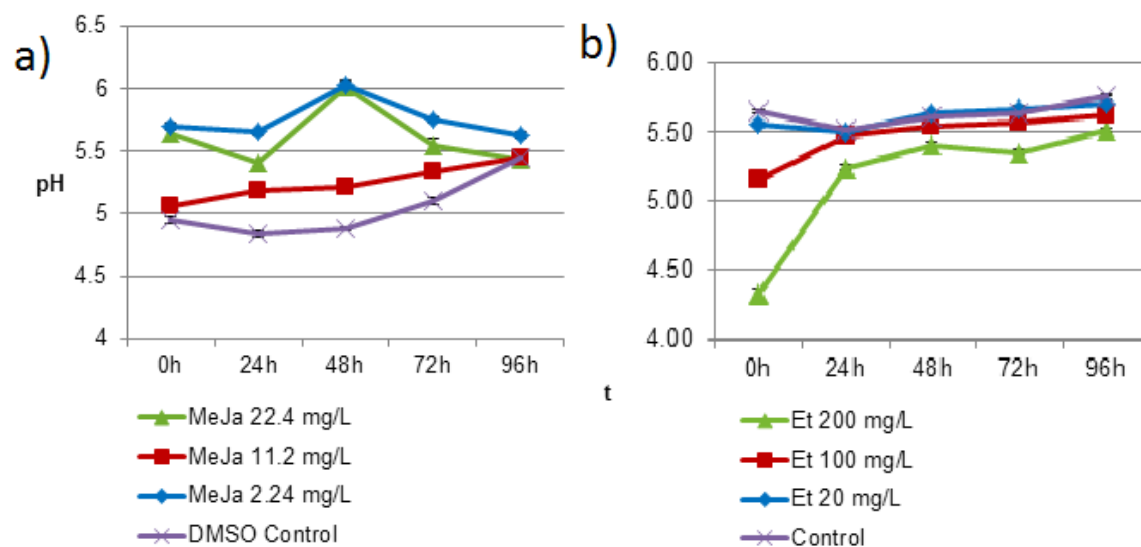 a)
6.5
6
5.5
5
4.5
4
pH
0h 24h 48h 72h 96h
MeJa 22.4 mg/L
MeJa 11.2 mg/L
MeJa 2.24 mg/L
DMSO Control
b)
6.00
5.50
5.00
4.50
4.00
0h 24h 48h 72h 96h
t
Et 200 mg/L
Et 100 mg/L
Et 20 mg/L
Control